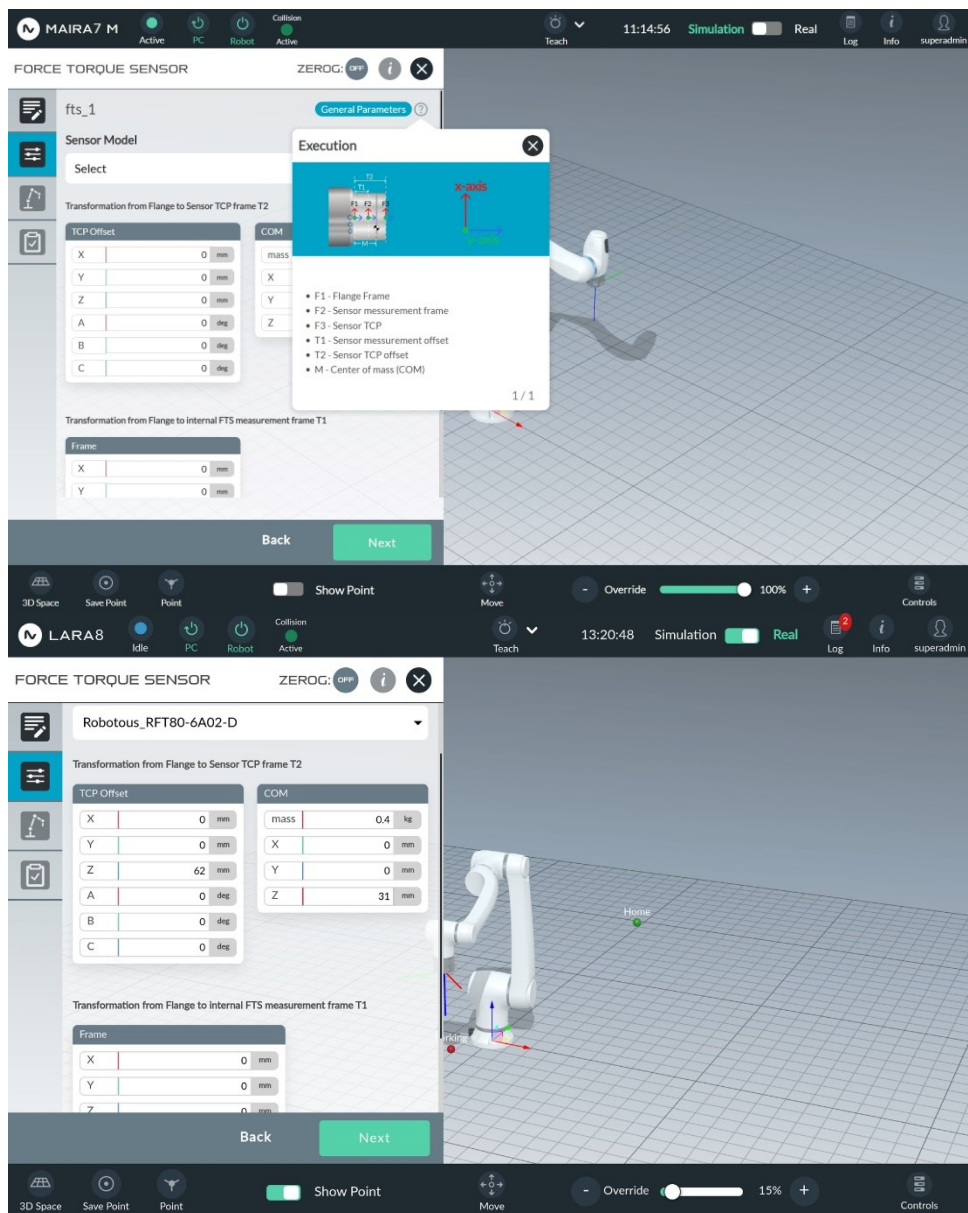 MAIRA7 M
Active
PC
Robot
Collision
Active
Teach
11:14:56
Simulation
Real
Log
Info
superadmin
FORCE TORQUE SENSOR
ZEROG: OFF
i
fts_1
General Parameters ?
Sensor Model
Select
Execution
T2
T1
F1 F2 F3
M
x-axis
Transformation from Flange to Sensor TCP frame T2
TCP Offset
X 0 mm
Y 0 mm
Z 0 mm
A 0 deg
B 0 deg
C 0 deg
COM
mass
X
Y
Z
• F1 - Flange Frame
• F2 - Sensor messurement frame
• F3 - Sensor TCP
• T1 - Sensor messurement offset
• T2 - Sensor TCP offset
• M - Center of mass (COM)
1 / 1
Transformation from Flange to internal FTS measurement frame T1
Frame
X 0 mm
Y 0 mm
Back
Next
3D Space
Save Point
Point
Show Point
Move
- Override 100% +
Controls
LARA8
Idle
PC
Robot
Collision
Active
Teach
13:20:48
Simulation
Real
2
Log
Info
superadmin
FORCE TORQUE SENSOR
ZEROG: OFF
i
Robotous_RFT80-6A02-D
Transformation from Flange to Sensor TCP frame T2
TCP Offset
X 0 mm
Y 0 mm
Z 62 mm
A 0 deg
B 0 deg
C 0 deg
COM
mass 0.4 kg
X 0 mm
Y 0 mm
Z 31 mm
Home
Transformation from Flange to internal FTS measurement frame T1
Frame
X 0 mm
Y 0 mm
Z 0 mm
rking
Back
Next
3D Space
Save Point
Point
Show Point
Move
- Override 15% +
Controls